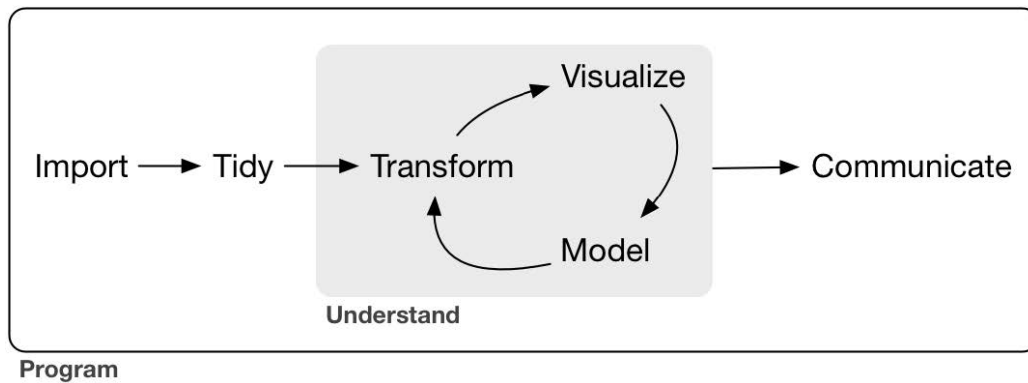 Visualize
Import Tidy Transform Communicate
Model
Understand
Program